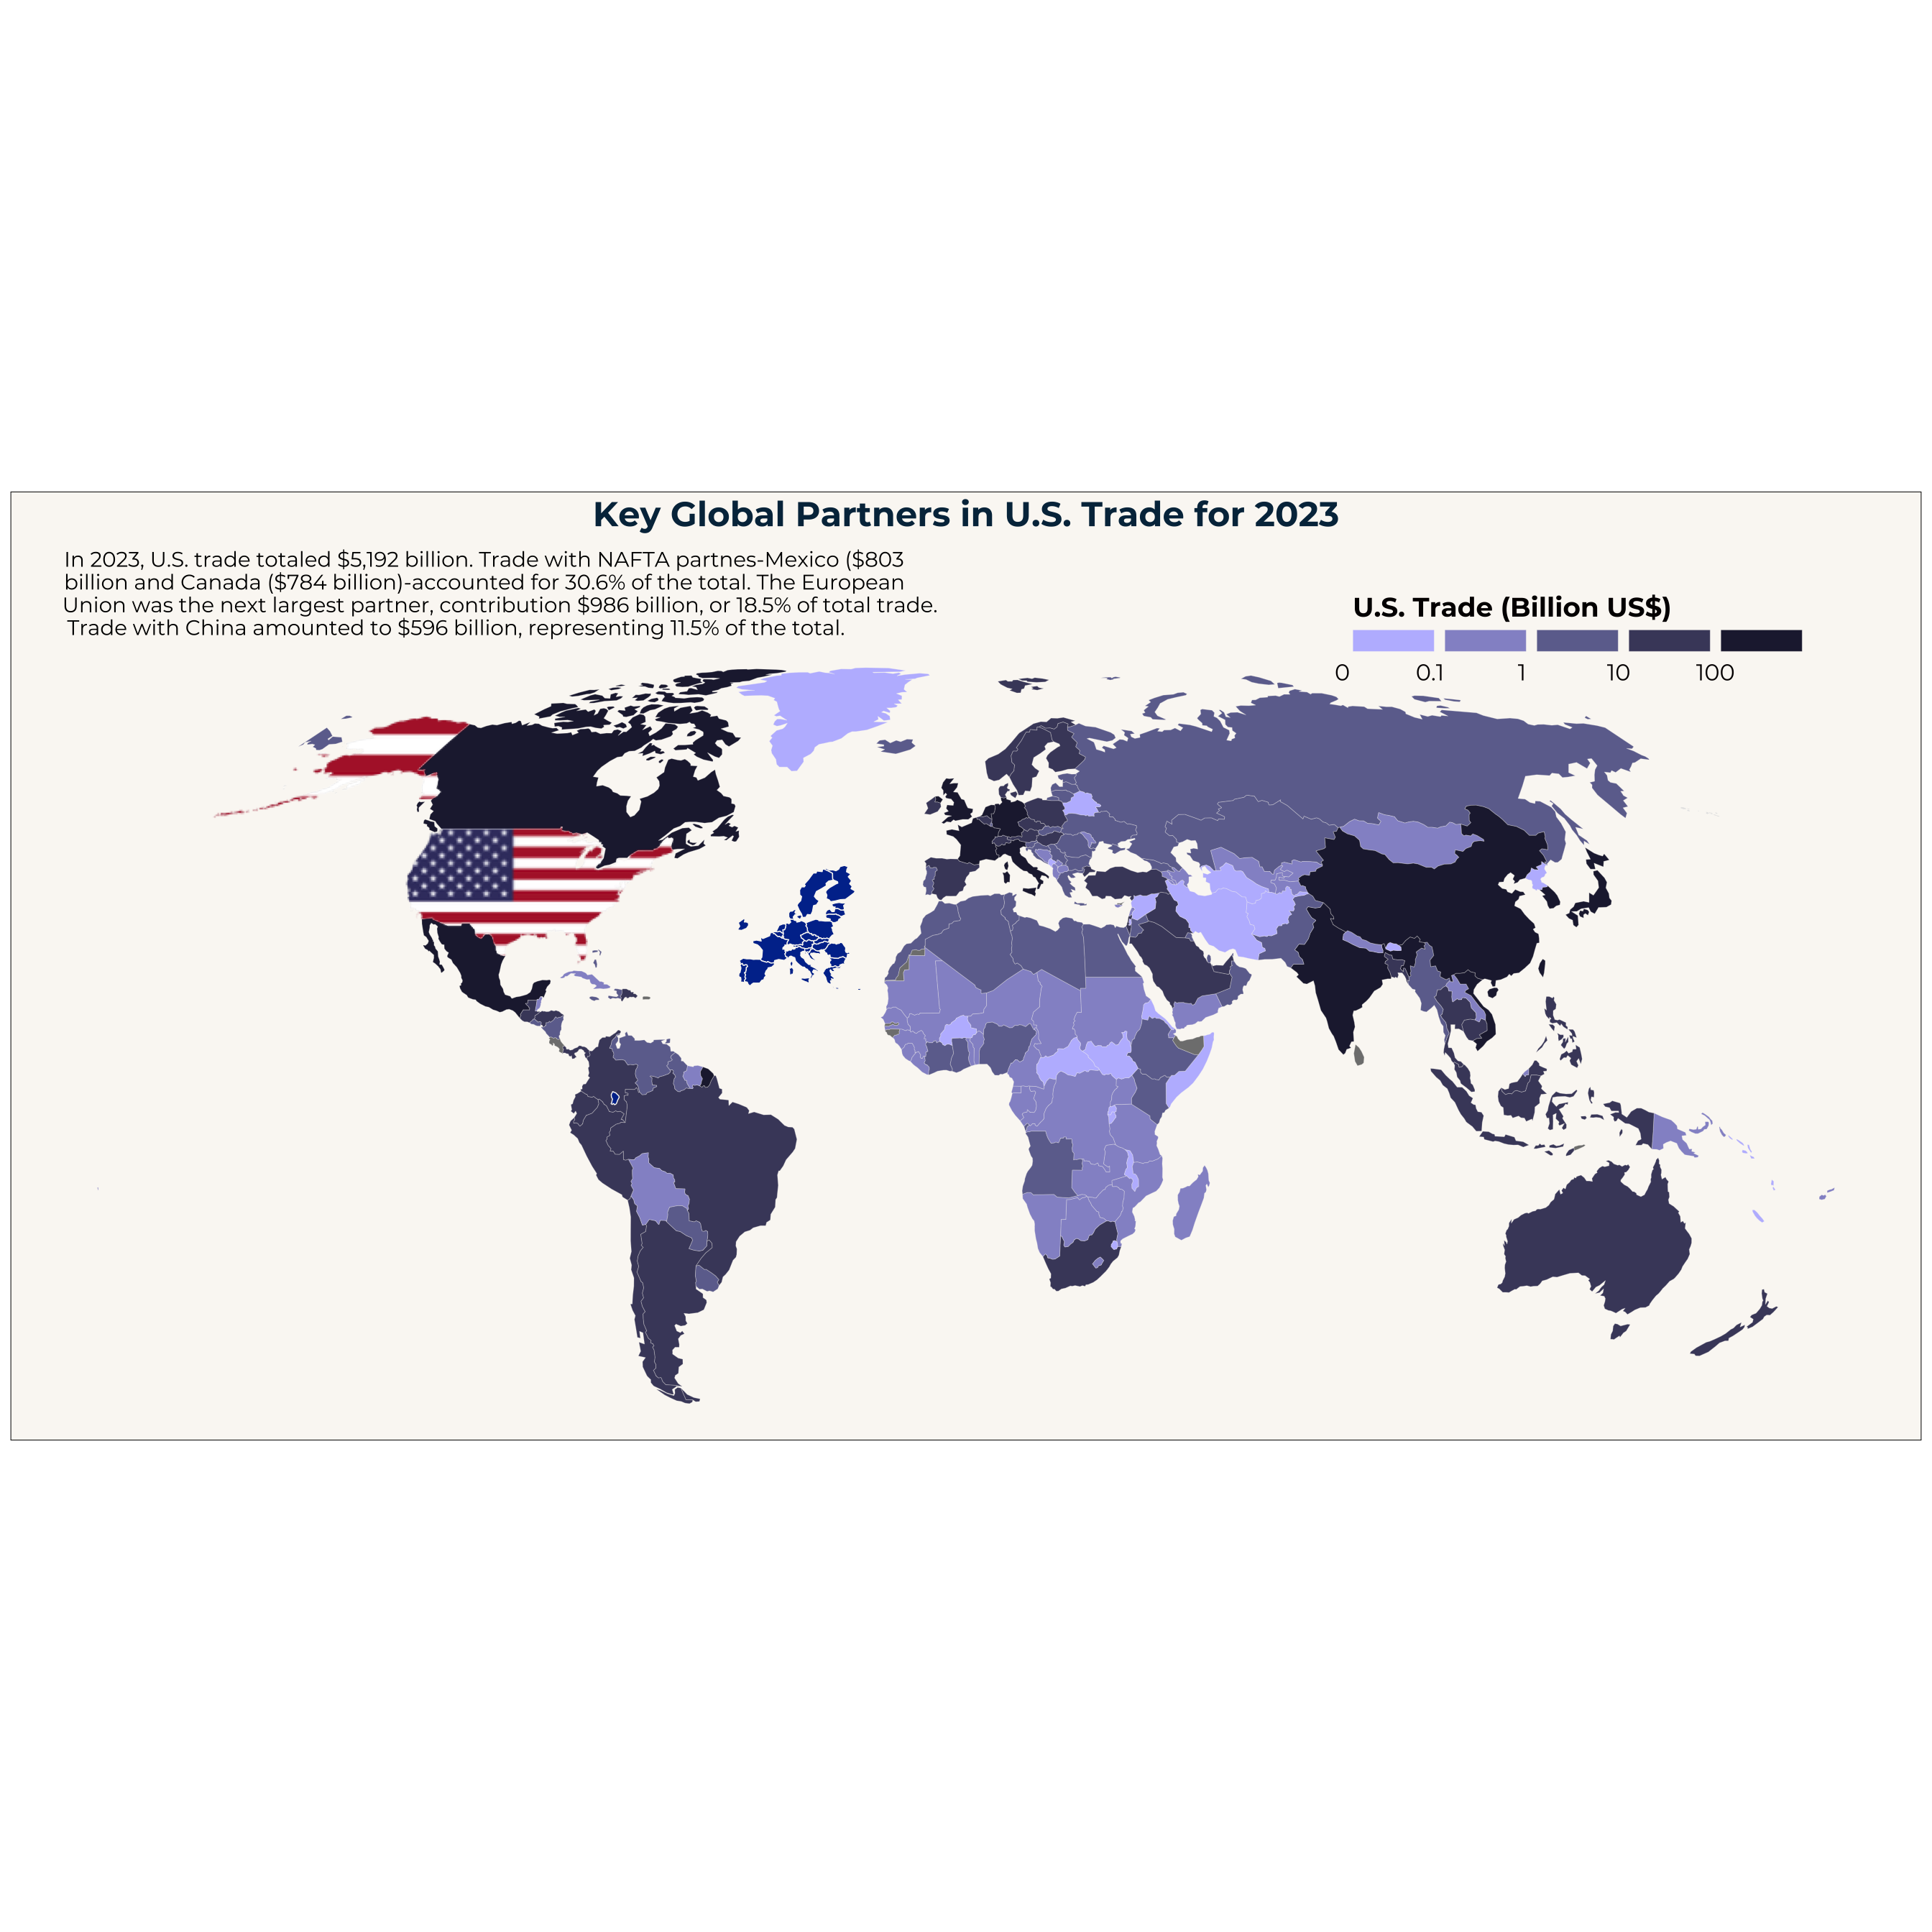 Key Global Partners in U.S. Trade for 2023
In 2023, U.S. trade totaled $5,192 billion. Trade with NAFTA partnes-Mexico ($803
billion and Canada ($784 billion)-accounted for 30.6% of the total. The European
Union was the next largest partner, contribution $986 billion, or 18.5% of total trade.
Trade with China amounted to $596 billion, representing 11.5% of the total.
U.S. Trade (Billion US$)
0 0.1 1 10 100